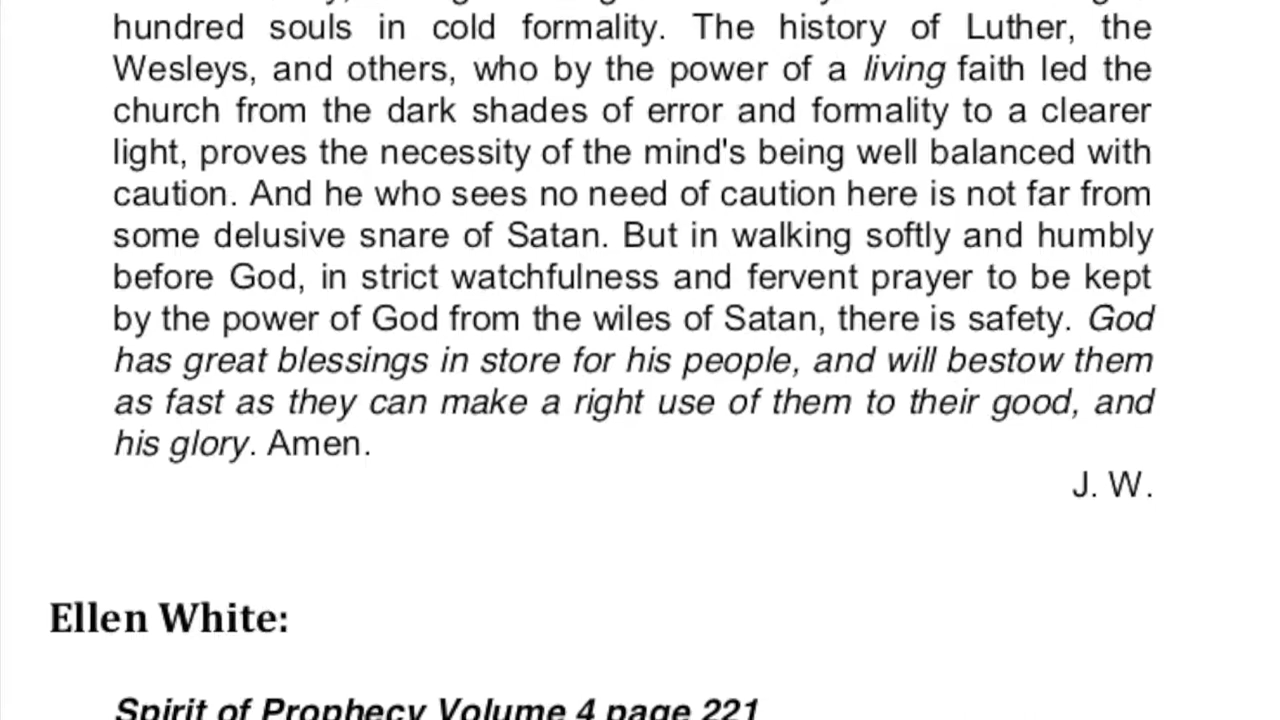 hundred souls in cold formality. The history of Luther, the
Wesleys, and others, who by the power of a living faith led the
church from the dark shades of error and formality to a clearer
light, proves the necessity of the mind's being well balanced with
caution. And he who sees no need of caution here is not far from
some delusive snare of Satan. But in walking softly and humbly
before God, in strict watchfulness and fervent prayer to be kept
by the power of God from the wiles of Satan, there is safety. God
has great blessings in store for his people, and will bestow them
as fast as they can make a right use of them to their good, and
his glory. Amen.
J. W.
Ellen White:
Spirit of Prophecy Volume 4 page 221